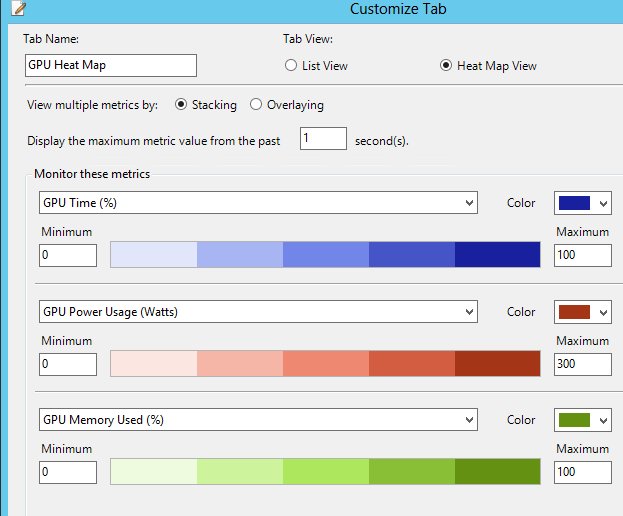 Customize Tab
Tab Name:
Tab View:
GPU Heat Map
List View
Heat Map View
View multiple metrics by:
Stacking
Overlaying
Display the maximum metric value from the past 1 second(s).
Monitor these metrics
GPU Time (%)
Color
Minimum
Maximum
0
100
GPU Power Usage (Watts)
Color
Minimum
Maximum
0
300
GPU Memory Used (%)
Color
Minimum
Maximum
0
100